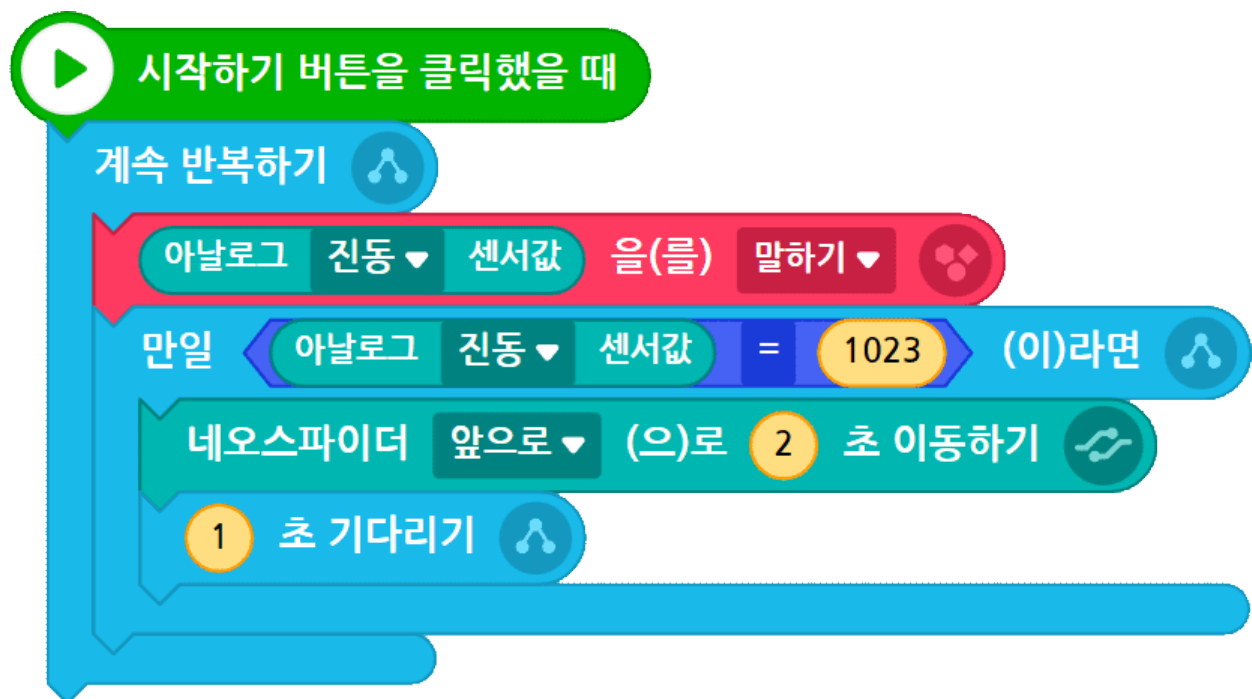 시작하기 버튼을 클릭했을 때
계속 반복하기
아날로그 진동 센서값 을(를) 말하기
만일 아날로그 진동 센서값 = 1023 (이)라면
네오스파이더 앞으로 (으)로 2 초 이동하기
1 초 기다리기